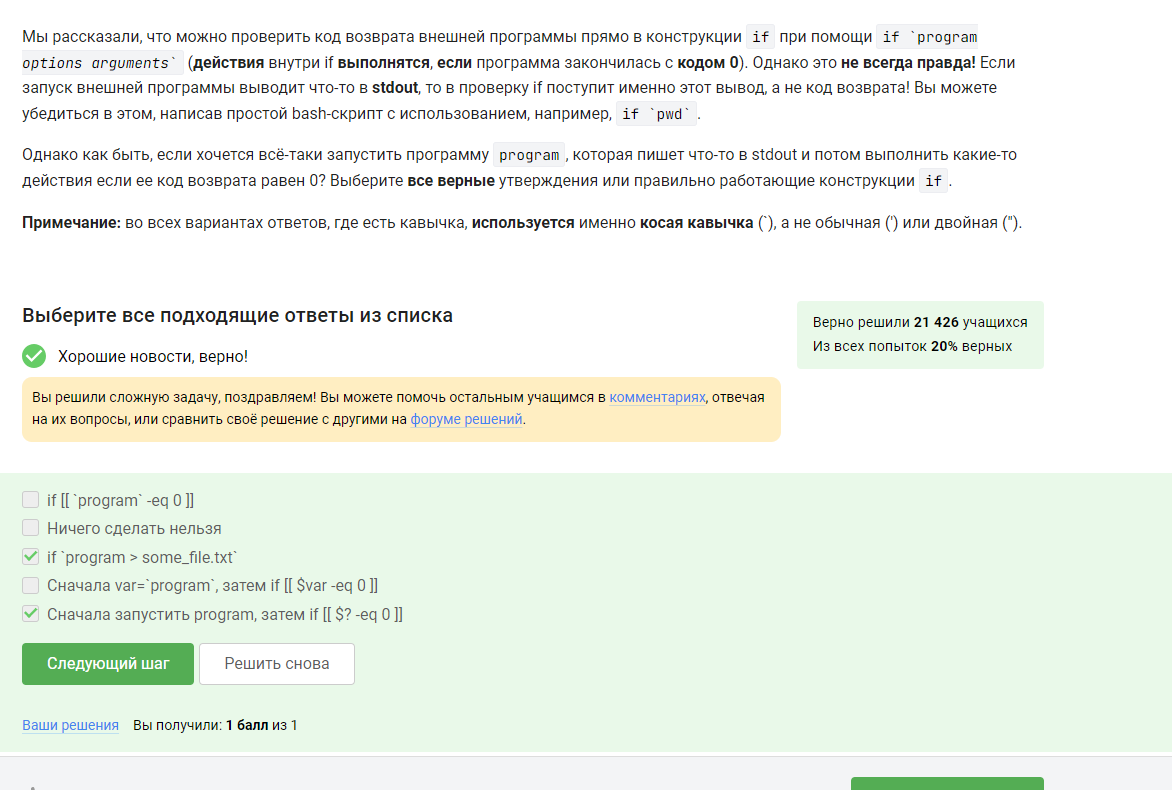 Мы рассказали, что можно проверить код возврата внешней программы прямо в конструкции if при помощи if `program
options arguments` (действия внутри if выполнятся, если программа закончилась с кодом 0). Однако это не всегда правда! Если
запуск внешней программы выводит что-то в stdout, то в проверку if поступит именно этот вывод, а не код возврата! Вы можете
убедиться в этом, написав простой bash-скрипт с использованием, например, if `pwd`.
Однако как быть, если хочется всё-таки запустить программу program, которая пишет что-то в stdout и потом выполнить какие-то
действия если ее код возврата равен 0? Выберите все верные утверждения или правильно работающие конструкции if.
Примечание: во всех вариантах ответов, где есть кавычка, используется именно косая кавычка (`), а не обычная (') или двойная (").
Выберите все подходящие ответы из списка
Верно решили 21 426 учащихся
Из всех попыток 20% верных
Хорошие новости, верно!
Вы решили сложную задачу, поздравляем! Вы можете помочь остальным учащимся в комментариях, отвечая
на их вопросы, или сравнить своё решение с другими на форуме решений.
if [[ `program` -eq 0 ]]
Ничего сделать нельзя
if `program > some_file.txt`
Сначала var=`program`, затем if [[ $var -eq 0 ]]
Сначала запустить program, затем if [[ $? -eq 0 ]]
Следующий шаг
Решить снова
Ваши решения Вы получили: 1 балл из 1